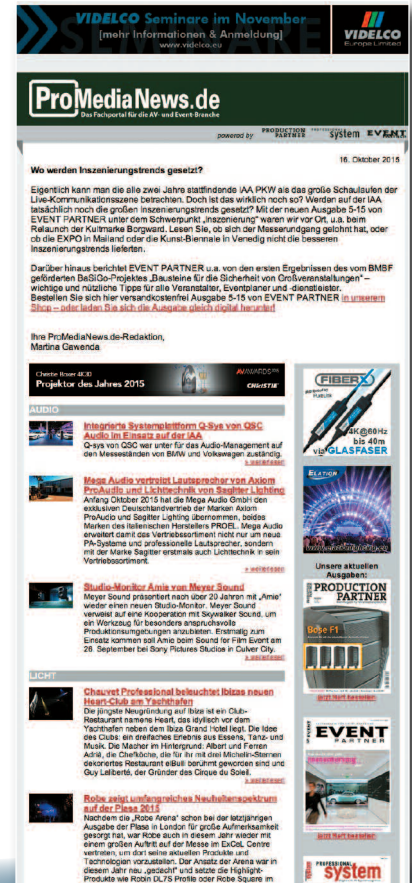 VIDELCO Seminare im November
[mehr Informationen & Anmeldung]
www.videlco.eu
VIDELCO
Europe Limited
ProMediaNews.de
Das Fachportal für die AV- und Event-Branche
powered by PRODUCTION PARTNER PROFESSIONAL system EVENT
16. Oktober 2015
Wo werden Inszenierungstrends gesetzt?
Eigentlich kann man die alle zwei Jahre stattfindende IAA PKW als das große Schaulaufen der
Live-Kommunikationsszene betrachten. Doch ist das wirklich noch so? Werden auf der IAA
tatsächlich noch die großen Inszenierungstrends gesetzt? Mit der neuen Ausgabe 5-15 von
EVENT PARTNER unter dem Schwerpunkt „Inszenierung" waren wir vor Ort, u.a. beim
Relaunch der Kultmarke Borgward. Lesen Sie, ob sich der Messerundgang gelohnt hat, oder
ob die EXPO in Mailand oder die Kunst-Biennale in Venedig nicht die besseren
Inszenierungstrends lieferten.
Darüber hinaus berichtet EVENT PARTNER u.a. von den ersten Ergebnissen des vom BMBF
geförderten BaSiGo-Projektes „Bausteine für die Sicherheit von Großveranstaltungen" –
wichtige und nützliche Tipps für alle Veranstalter, Eventplaner und -dienstleister.
Bestellen Sie sich hier versandkostenfrei Ausgabe 5-15 von EVENT PARTNER in unserem
Shop – oder laden Sie sich die Ausgabe gleich digital herunter!
Ihre ProMediaNews.de-Redaktion,
Martina Gawenda
Christie Boxer 4K30
Projektor des Jahres 2015
AVAWARDS
CHRISTIE
AUDIO
Integrierte Systemplattform Q-Sys von QSC
Audio im Einsatz auf der IAA
Q-sys von QSC war unter für das Audio-Management auf
den Messeständen von BMW und Volkswagen zuständig.
» weiterlesen
Mega Audio vertreibt Lautsprecher von Axiom
ProAudio und Lichttechnik von Sagitter Lighting
Anfang Oktober 2015 hat die Mega Audio GmbH den
exklusiven Deutschlandvertrieb der Marken Axiom
ProAudio und Sagitter Lighting übernommen, beides
Marken des italienischen Herstellers PROEL. Mega Audio
erweitert damit das Vertriebssortiment nicht nur um neue
PA-Systeme und professionelle Lautsprecher, sondern
mit der Marke Sagitter erstmals auch Lichttechnik in sein
Vertriebssortiment.
» weiterlesen
Studio-Monitor Amie von Meyer Sound
Meyer Sound präsentiert nach über 20 Jahren mit „Amie"
wieder einen neuen Studio-Monitor. Meyer Sound
verweist auf eine Kooperation mit Skywalker Sound, um
ein Werkzeug für besonders anspruchsvolle
Produktionsumgebungen anzubieten. Erstmalig zum
Einsatz kommen soll Amie beim Sound for Film Event am
26. September bei Sony Pictures Studios in Culver City.
» weiterlesen
LICHT
Chauvet Professional beleuchtet Ibizas neuen
Heart-Club am Yachthafen
Die jüngste Neugründung auf Ibiza ist ein Club-
Restaurant namens Heart, das idyllisch vor dem
Yachthafen neben dem Ibiza Grand Hotel liegt. Die Idee
des Clubs: ein dreifaches Erlebnis aus Essens, Tanz- und
Musik. Die Macher im Hintergrund: Albert und Ferran
Adrià, die Chefköche, die für ihr mit drei Michelin-Sternen
dekoriertes Restaurant elBulli berühmt geworden sind und
Guy Laliberté, der Gründer des Cirque du Soleil.
» weiterlesen
Robe zeigt umfangreiches Neuheitenspektrum
auf der Plasa 2015
Nachdem die „Robe Arena" schon bei der letztjährigen
Ausgabe der Plasa in London für große Aufmerksamkeit
gesorgt hat, war Robe auch in diesem Jahr wieder mit
einem großen Auftritt auf der Messe im ExCeL Centre
vertreten, um dort seine aktuellen Produkte und
Technologien vorzustellen. Der Ansatz der Arena war in
diesem Jahr neu „gedacht" und setzte die Highlight-
Produkte wie Robin DL7S Profile oder Robe Square im
FIBERX
4K@60Hz
bis 40m
via GLASFASER
ELATION
Unsere aktuellen
Ausgaben:
PRODUCTION
PARTNER
Bose F1
jetzt Heft bestellen!
EVENT
PARTNER
jetzt Heft bestellen!
PROFESSIONAL
system